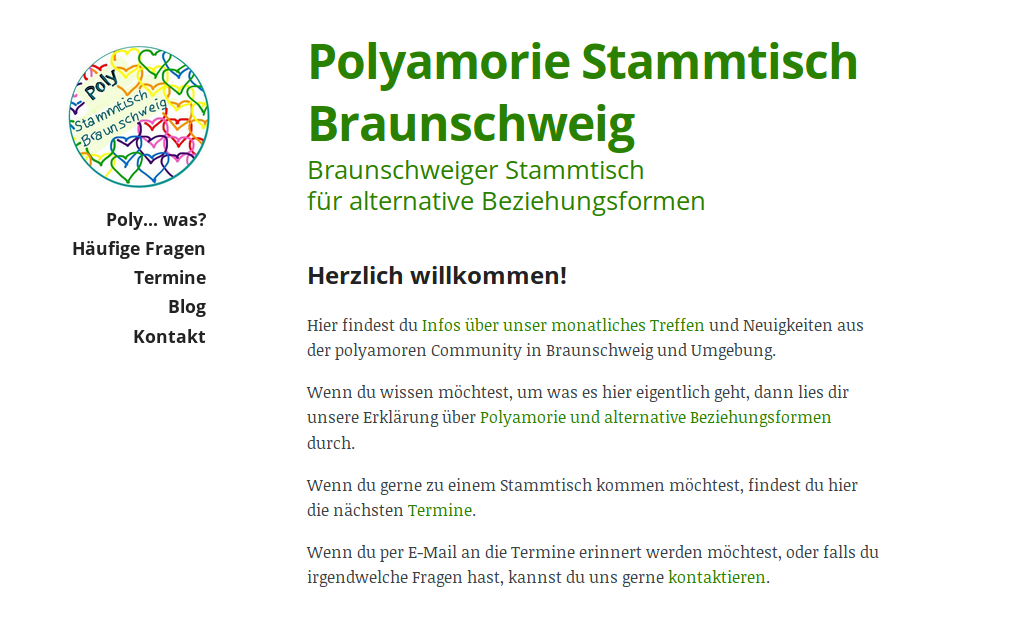 Poly
Stammtisch
Braunschweig
Poly... was?
Häufige Fragen
Termine
Blog
Kontakt
Polyamorie Stammtisch
Braunschweig
Braunschweiger Stammtisch
für alternative Beziehungsformen
Herzlich willkommen!
Hier findest du Infos über unser monatliches Treffen und Neuigkeiten aus
der polyamoren Community in Braunschweig und Umgebung.
Wenn du wissen möchtest, um was es hier eigentlich geht, dann lies dir
unsere Erklärung über Polyamorie und alternative Beziehungsformen
durch.
Wenn du gerne zu einem Stammtisch kommen möchtest, findest du hier
die nächsten Termine.
Wenn du per E-Mail an die Termine erinnert werden möchtest, oder falls du
irgendwelche Fragen hast, kannst du uns gerne kontaktieren.